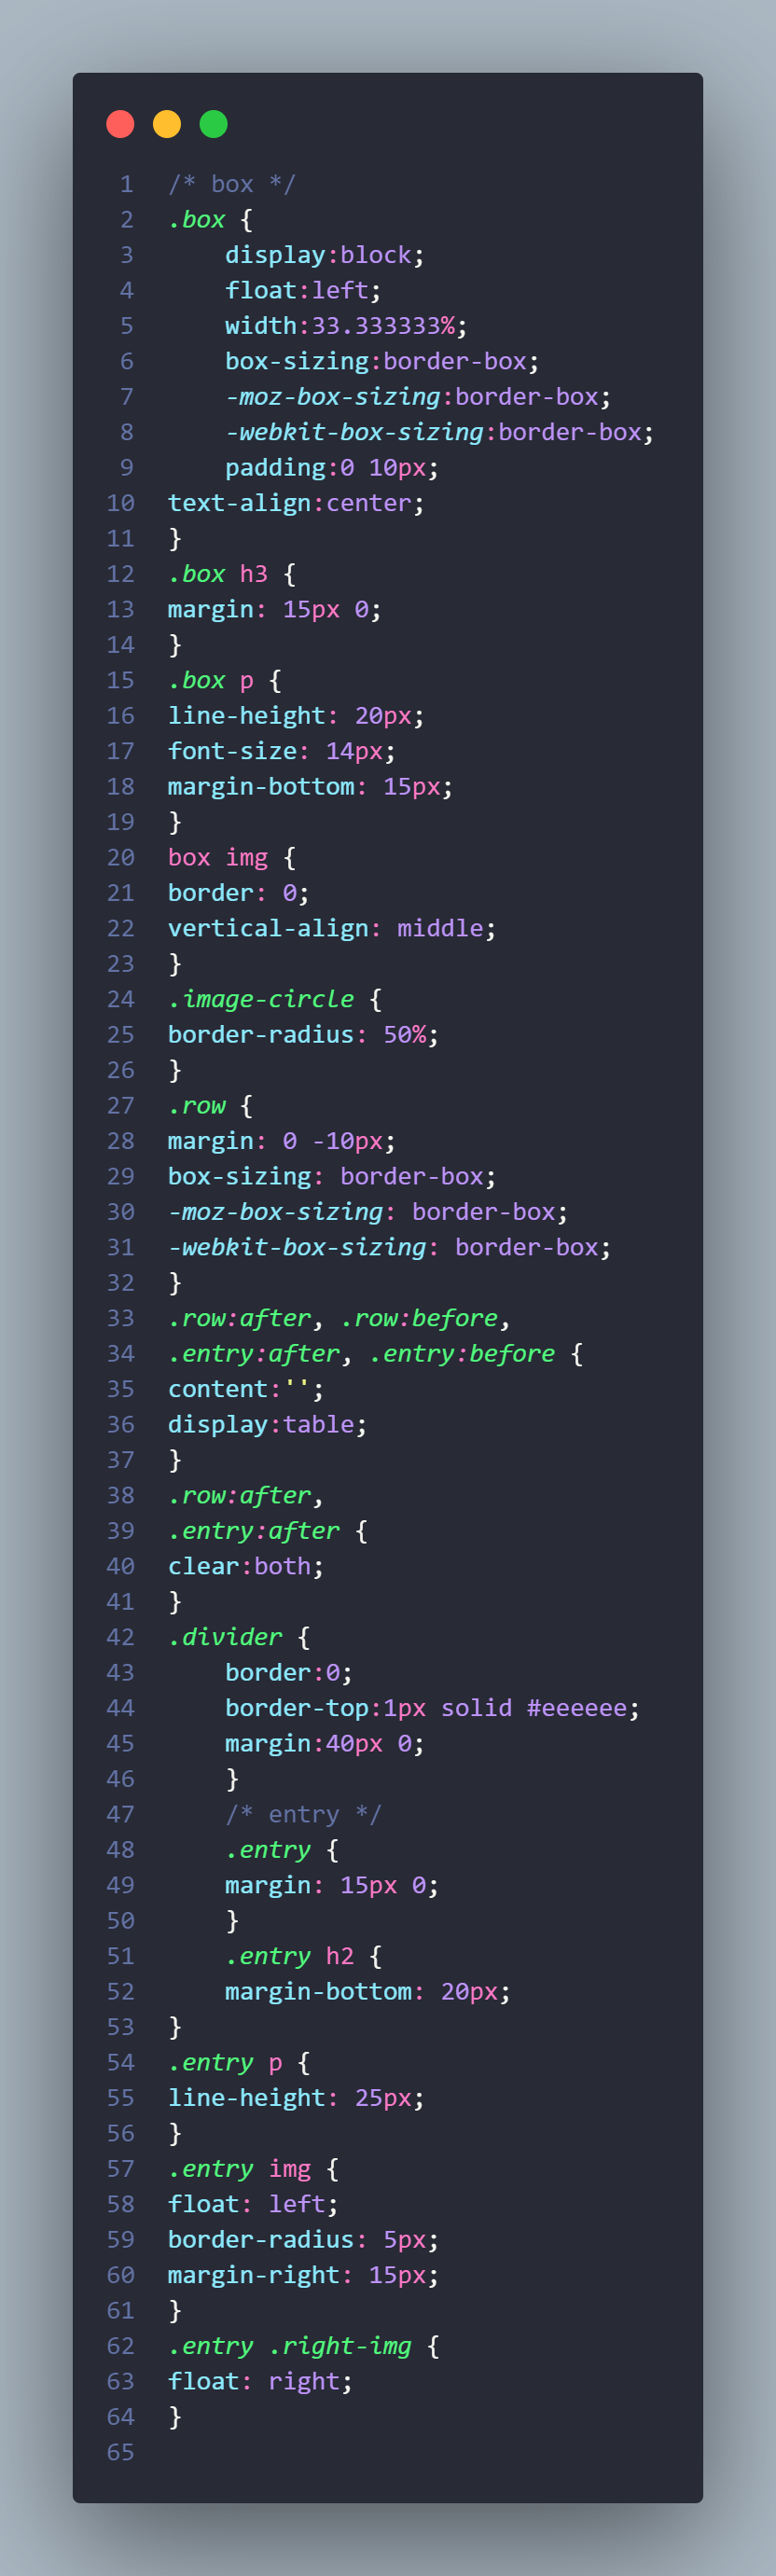 1 /* box */
2 .box {
3     display:block;
4     float:left;
5     width:33.333333%;
6     box-sizing:border-box;
7     -moz-box-sizing:border-box;
8     -webkit-box-sizing:border-box;
9     padding:0 10px;
10 text-align:center;
11 }
12 .box h3 {
13 margin: 15px 0;
14 }
15 .box p {
16 line-height: 20px;
17 font-size: 14px;
18 margin-bottom: 15px;
19 }
20 box img {
21 border: 0;
22 vertical-align: middle;
23 }
24 .image-circle {
25 border-radius: 50%;
26 }
27 .row {
28 margin: 0 -10px;
29 box-sizing: border-box;
30 -moz-box-sizing: border-box;
31 -webkit-box-sizing: border-box;
32 }
33 .row:after, .row:before,
34 .entry:after, .entry:before {
35 content:'';
36 display:table;
37 }
38 .row:after,
39 .entry:after {
40 clear:both;
41 }
42 .divider {
43     border:0;
44     border-top:1px solid #eeeeee;
45     margin:40px 0;
46     }
47     /* entry */
48     .entry {
49     margin: 15px 0;
50     }
51     .entry h2 {
52     margin-bottom: 20px;
53 }
54 .entry p {
55 line-height: 25px;
56 }
57 .entry img {
58 float: left;
59 border-radius: 5px;
60 margin-right: 15px;
61 }
62 .entry .right-img {
63 float: right;
64 }
65